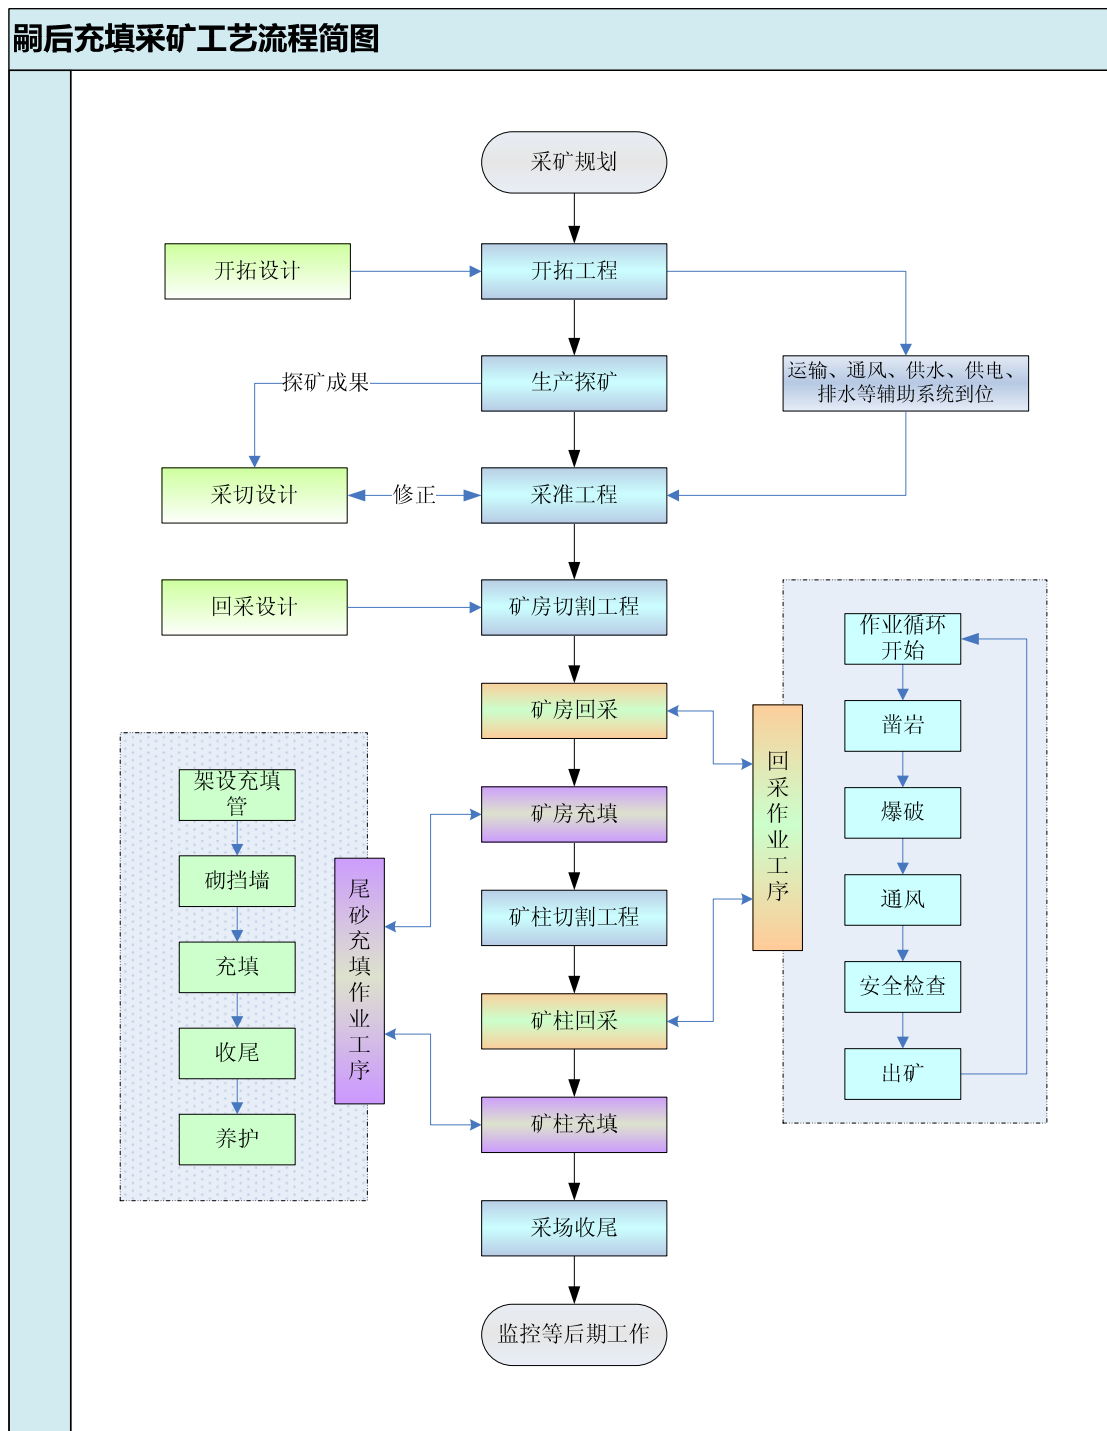 嗣后充填采矿工艺流程简图
采矿规划
开拓设计
开拓工程
探矿成果
生产探矿
运输、通风、供水、供电、
排水等辅助系统到位
采切设计
修正
采准工程
回采设计
矿房切割工程
矿房回采
矿房充填
矿柱切割工程
矿柱回采
矿柱充填
采场收尾
监控等后期工作
架设充填
管
砌挡墙
充填
收尾
养护
尾
砂
充
填
作
业
工
序
回
采
作
业
工
序
作业循环
开始
凿岩
爆破
通风
安全检查
出矿